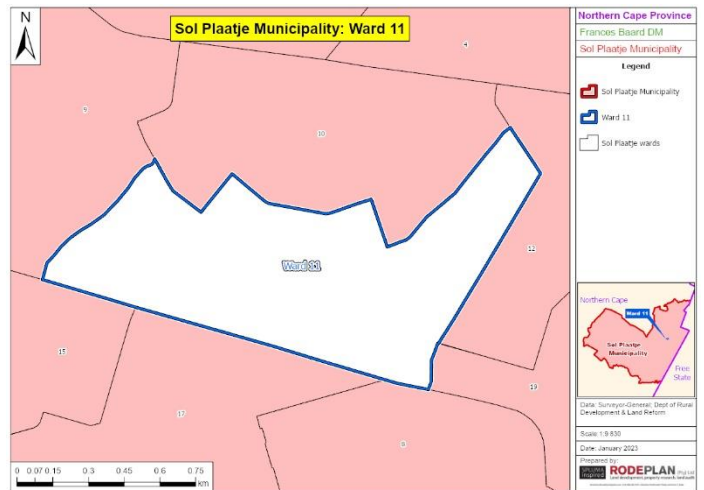 N
Sol Plaatje Municipality: Ward 11
4
9
10
Ward 11
12
15
17
19
8
0 0.07 0.15 0.3 0.45 0.6 0.75
km
Northern Cape Province
Frances Baard DM
Sol Plaatje Municipality
Legend
Sol Plaatje Municipality
Ward 11
Sol Plaatje wards
Northern Cape
Ward 11
Sol Plaatje
Municipality
Free
State
Data: Surveyor-General; Dept of Rural
Development & Land Reform
Scale: 1:9 830
Date: January 2023
Prepared by:
SPLUMA
Inspired
RODEPLAN